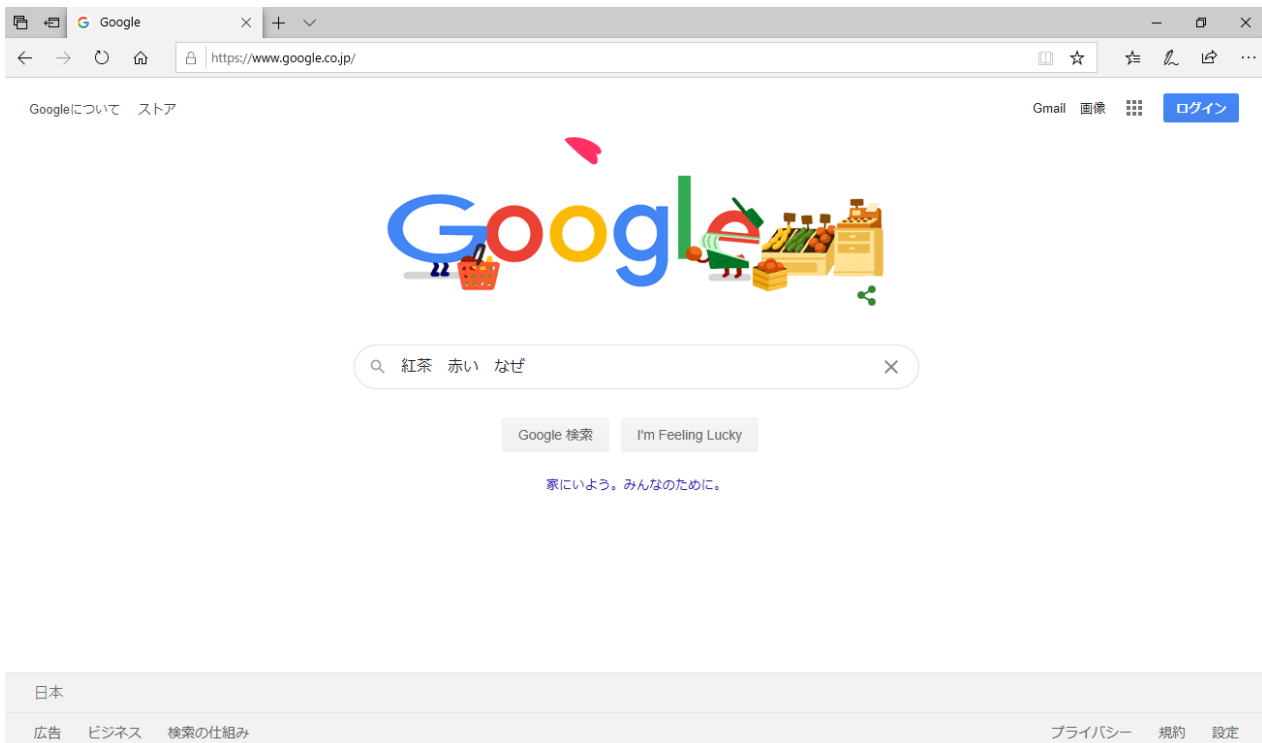 Google
https://www.google.co.jp/
Googleについて ストア
Gmail 画像 ログイン
Google
紅茶　赤い　なぜ
Google 検索 I'm Feeling Lucky
家にいよう。みんなのために。
日本
広告 ビジネス 検索の仕組み プライバシー 規約 設定